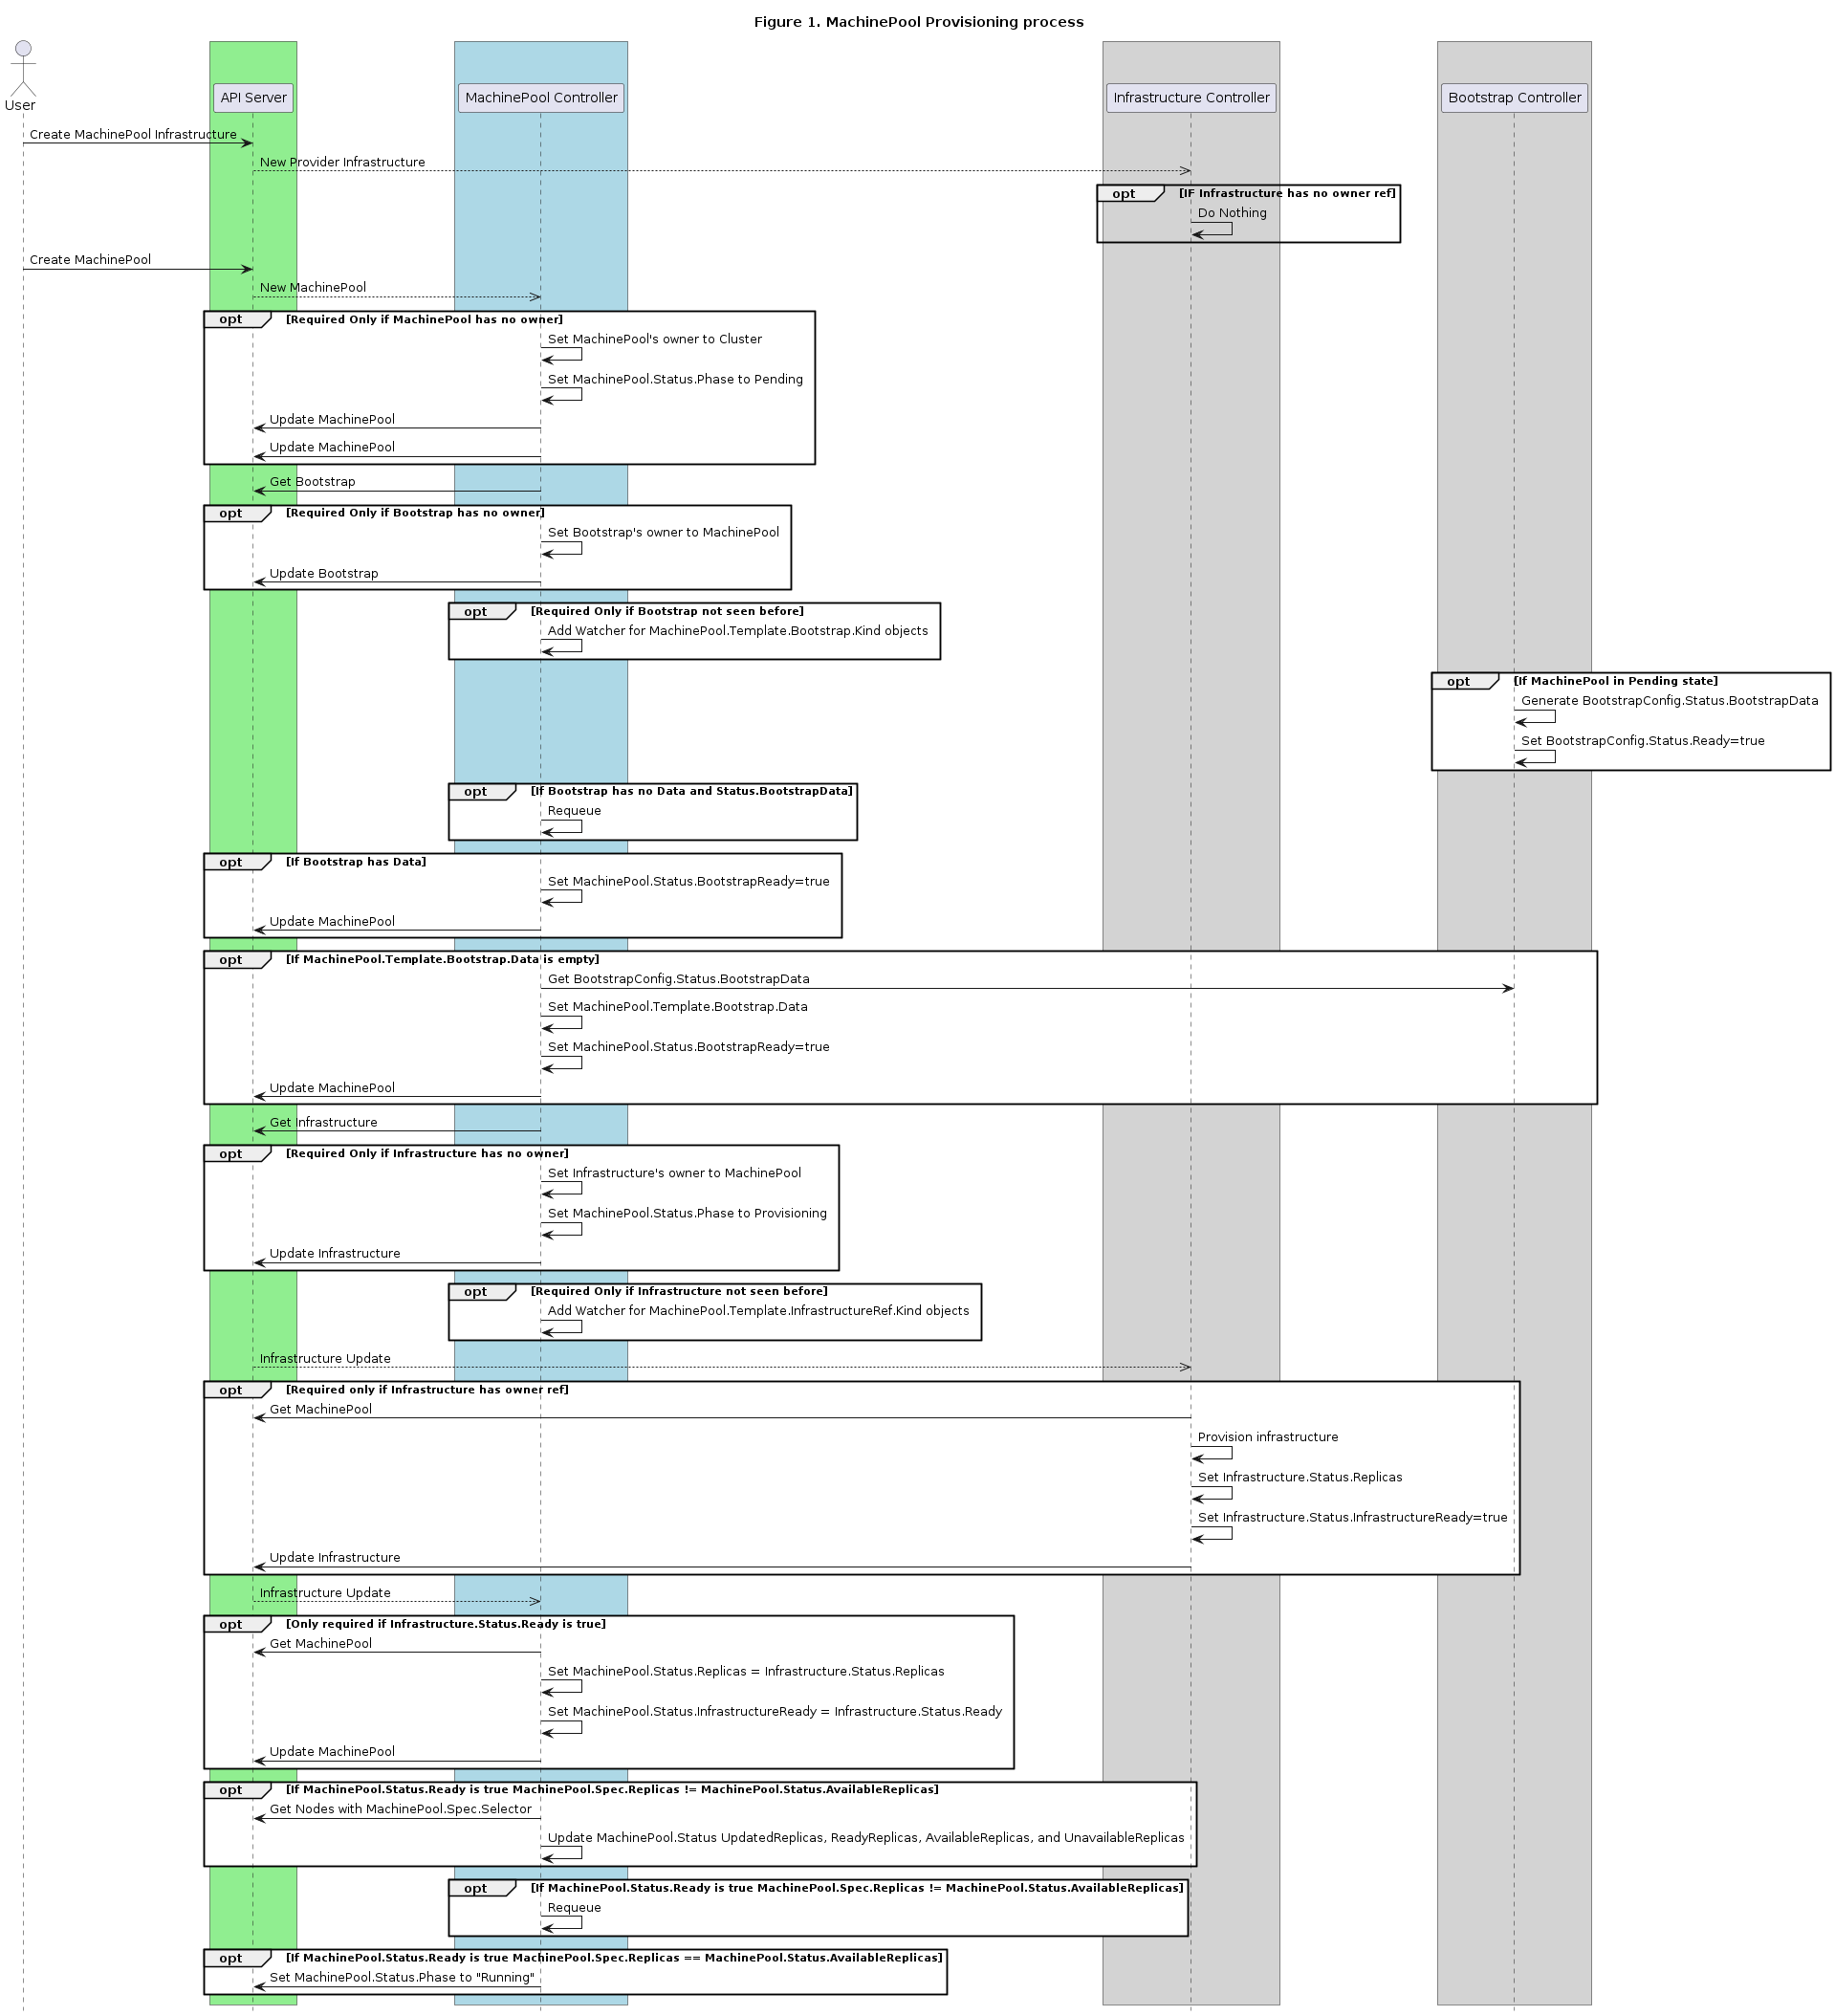 Figure 1. MachinePool Provisioning process
User
API Server
MachinePool Controller
Infrastructure Controller
Bootstrap Controller
Create MachinePool Infrastructure
New Provider Infrastructure
opt [IF Infrastructure has no owner ref]
Do Nothing
Create MachinePool
New MachinePool
opt [Required Only if MachinePool has no owner]
Set MachinePool's owner to Cluster
Set MachinePool.Status.Phase to Pending
Update MachinePool
Update MachinePool
Get Bootstrap
opt [Required Only if Bootstrap has no owner]
Set Bootstrap's owner to MachinePool
Update Bootstrap
opt [Required Only if Bootstrap not seen before]
Add Watcher for MachinePool.Template.Bootstrap.Kind objects
opt [If MachinePool in Pending state]
Generate BootstrapConfig.Status.BootstrapData
Set BootstrapConfig.Status.Ready=true
opt [If Bootstrap has no Data and Status.BootstrapData]
Requeue
opt [If Bootstrap has Data]
Set MachinePool.Status.BootstrapReady=true
Update MachinePool
opt [If MachinePool.Template.Bootstrap.Data is empty]
Get BootstrapConfig.Status.BootstrapData
Set MachinePool.Template.Bootstrap.Data
Set MachinePool.Status.BootstrapReady=true
Update MachinePool
Get Infrastructure
opt [Required Only if Infrastructure has no owner]
Set Infrastructure's owner to MachinePool
Set MachinePool.Status.Phase to Provisioning
Update Infrastructure
opt [Required Only if Infrastructure not seen before]
Add Watcher for MachinePool.Template.InfrastructureRef.Kind objects
Infrastructure Update
opt [Required only if Infrastructure has owner ref]
Get MachinePool
Provision infrastructure
Set Infrastructure.Status.Replicas
Set Infrastructure.Status.InfrastructureReady=true
Update Infrastructure
Infrastructure Update
opt [Only required if Infrastructure.Status.Ready is true]
Get MachinePool
Set MachinePool.Status.Replicas = Infrastructure.Status.Replicas
Set MachinePool.Status.InfrastructureReady = Infrastructure.Status.Ready
Update MachinePool
opt [If MachinePool.Status.Ready is true MachinePool.Spec.Replicas != MachinePool.Status.AvailableReplicas]
Get Nodes with MachinePool.Spec.Selector
Update MachinePool.Status UpdatedReplicas, ReadyReplicas, AvailableReplicas, and UnavailableReplicas
opt [If MachinePool.Status.Ready is true MachinePool.Spec.Replicas != MachinePool.Status.AvailableReplicas]
Requeue
opt [If MachinePool.Status.Ready is true MachinePool.Spec.Replicas == MachinePool.Status.AvailableReplicas]
Set MachinePool.Status.Phase to "Running"